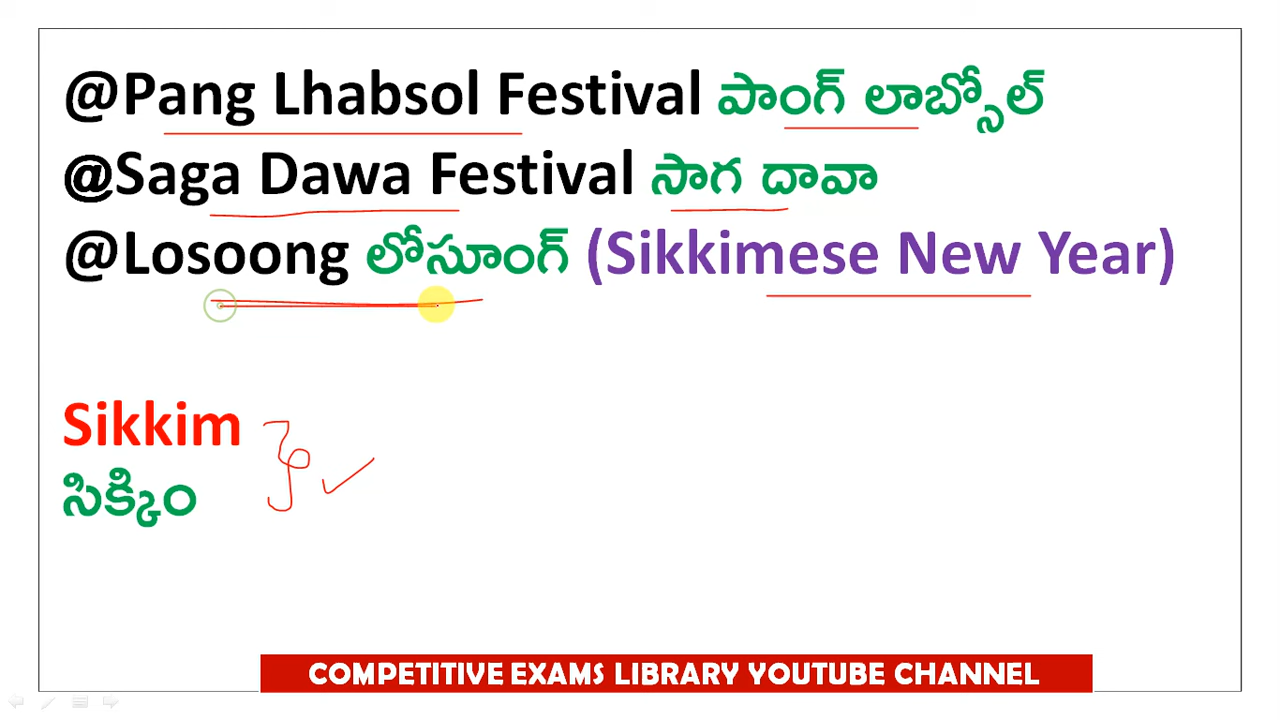 @Pang Lhabsol Festival పాంగ్ లాబ్సోల్
@Saga Dawa Festival సాగ దావా
@Losoong లోసూంగ్ (Sikkimese New Year)
Sikkim
సిక్కిం
COMPETITIVE EXAMS LIBRARY YOUTUBE CHANNEL